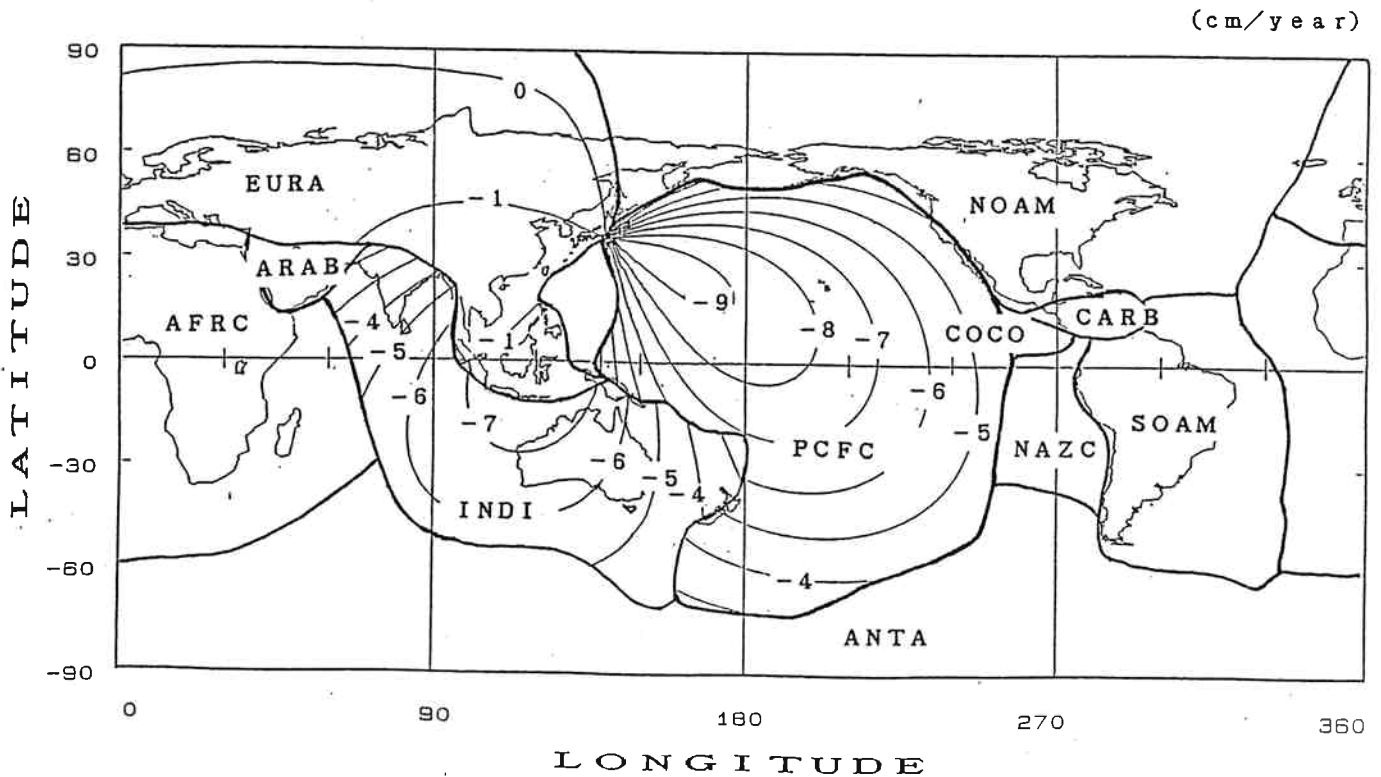 (cm/year)
90
60
30
0
-30
-60
-90
LATITUDE
0
EURA
-1
NOAM
ARAB
-9
AFRC
-4
-8
CARB
-5
-1
-7
COCO
-6
-6
-7
-5
SOAM
-6
PCFC
NAZC
-5
-4
INDI
-4
ANTA
0
90
180
270
360
LONGITUDE